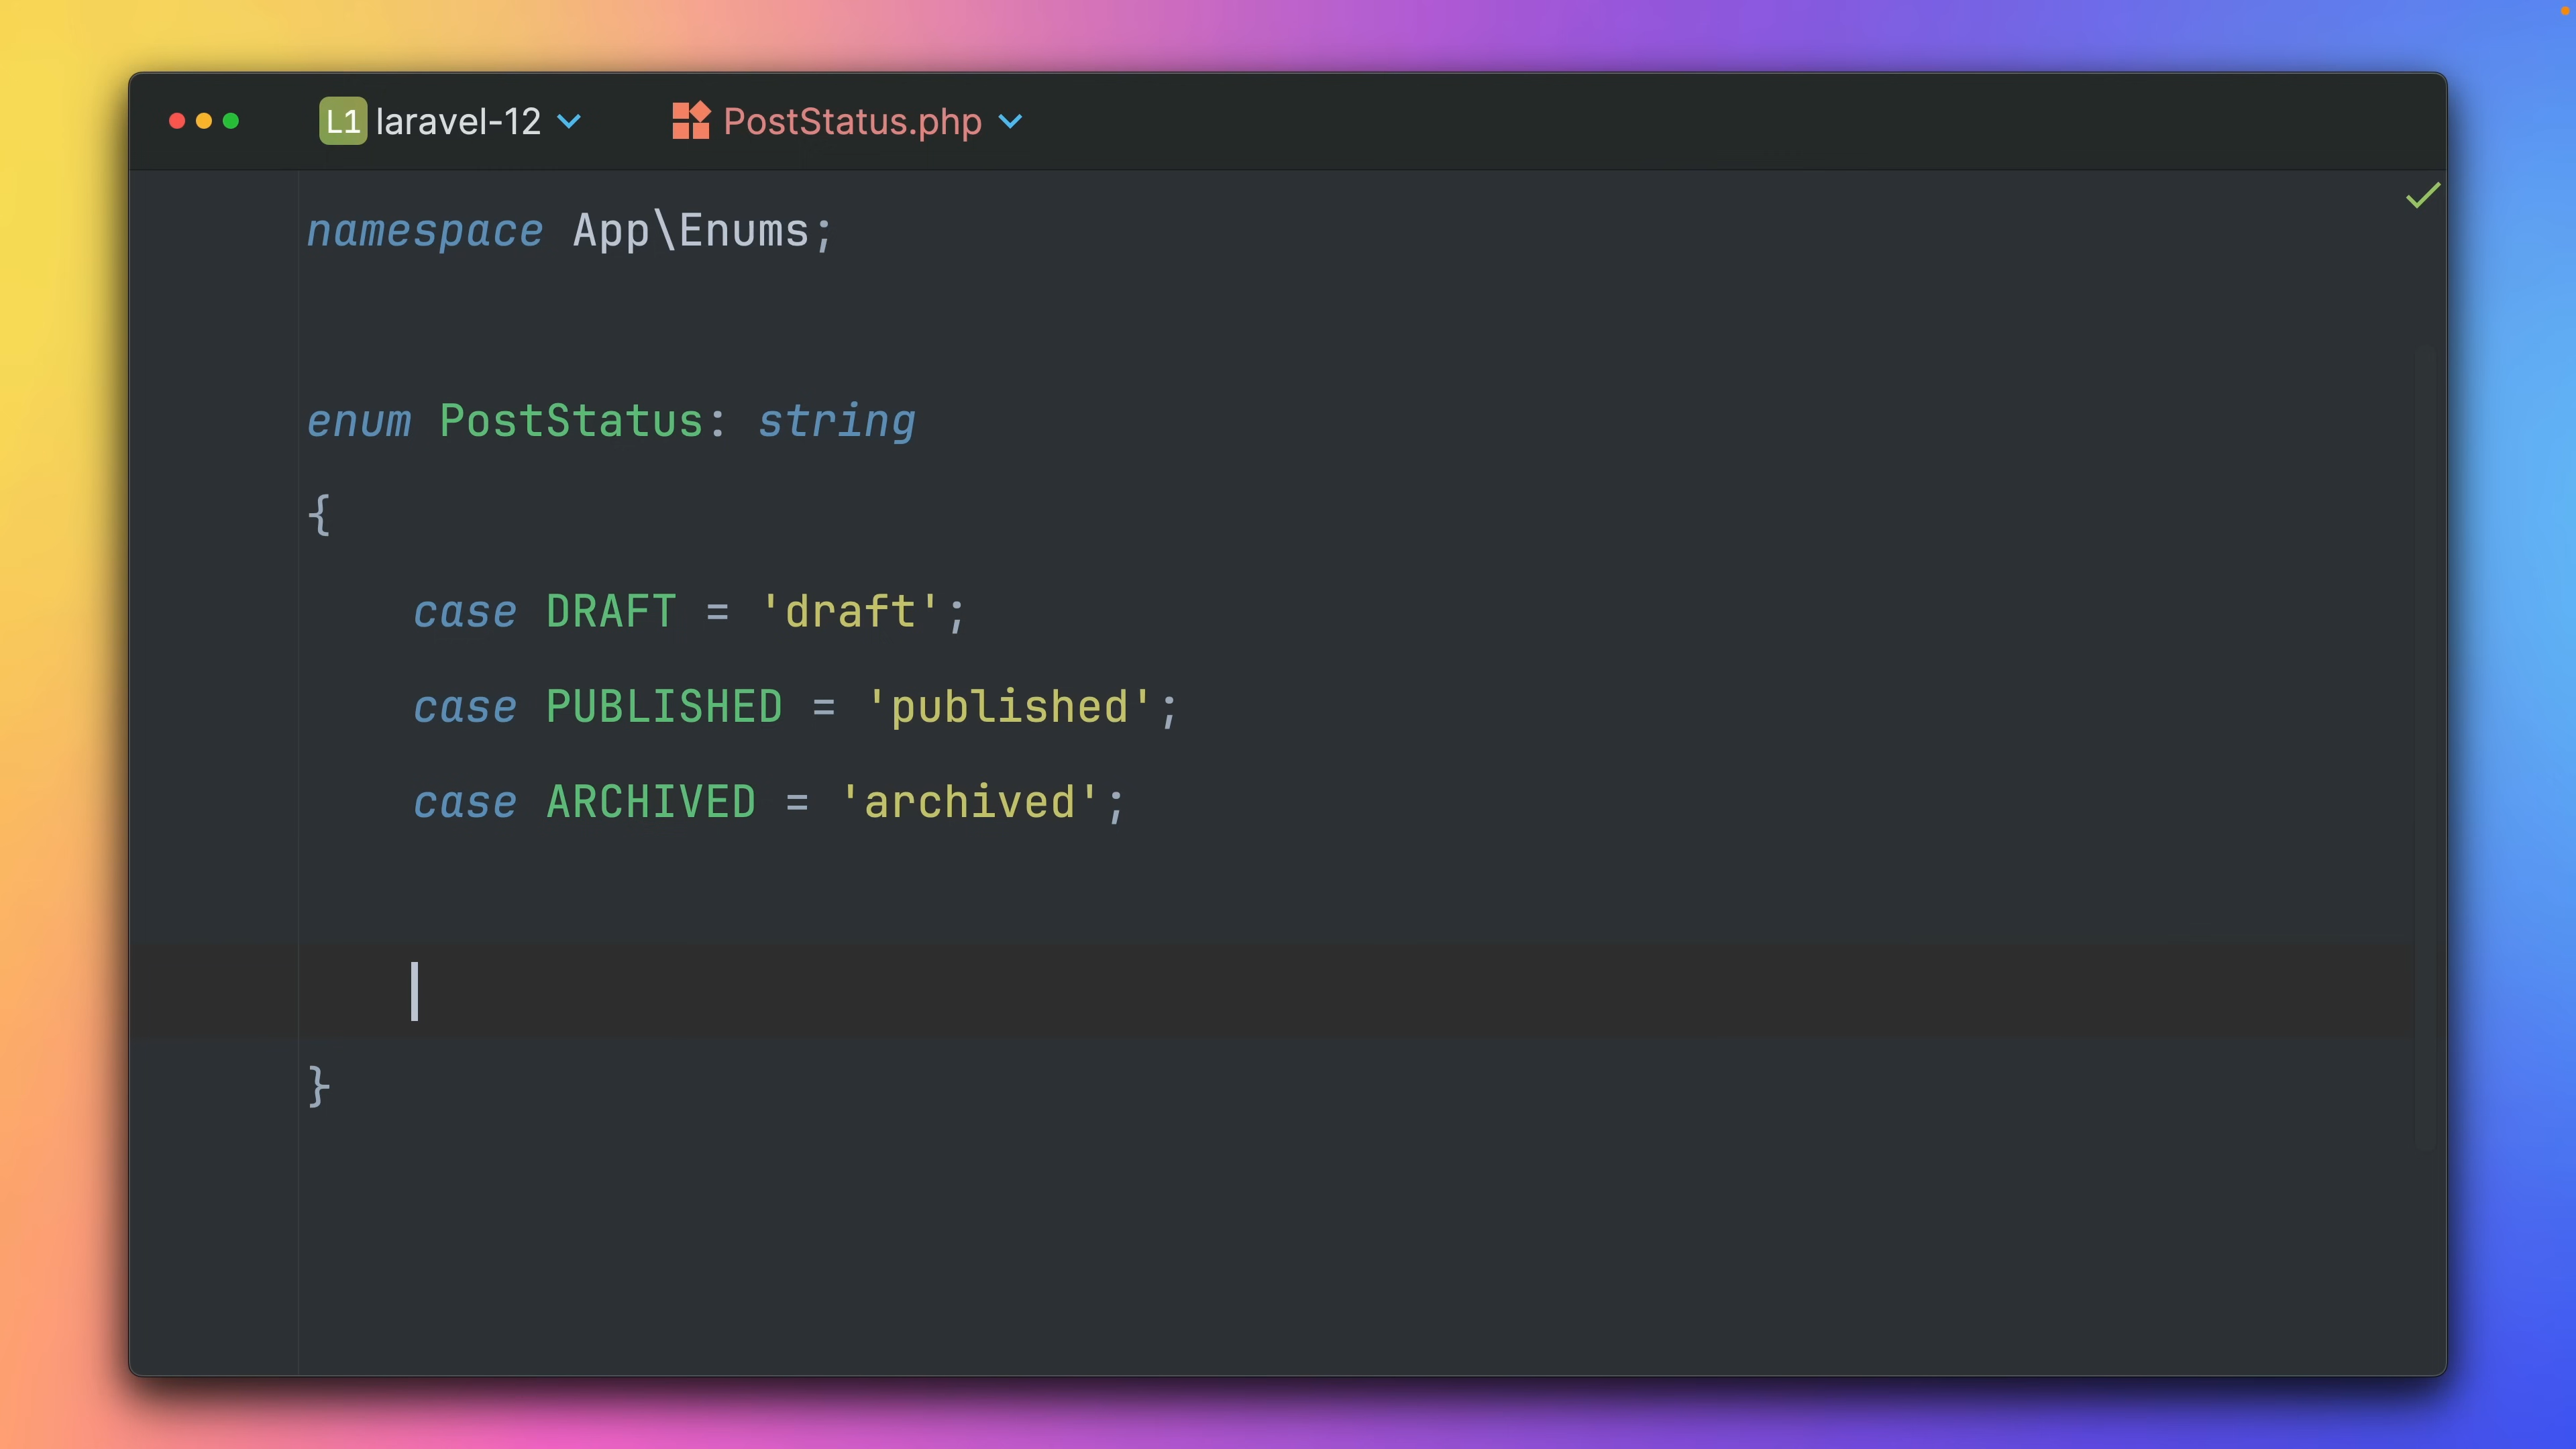 L1 laravel-12 PostStatus.php
namespace App\Enums;
enum PostStatus: string
{
case DRAFT = 'draft';
case PUBLISHED = 'published';
case ARCHIVED = 'archived';
}